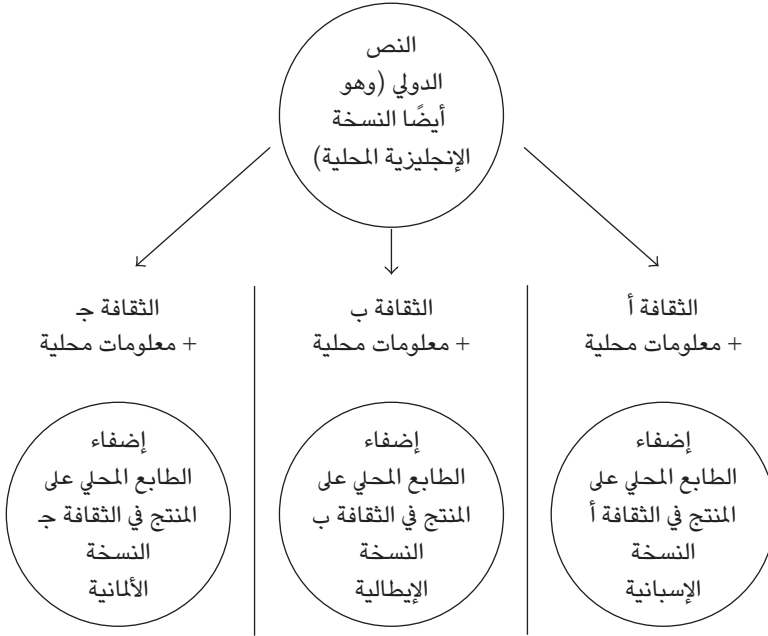 النص
الدولي (وهو
أيضًا النسخة
الإنجليزية المحلية)
الثقافة أ
+ معلومات محلية
الثقافة ب
+ معلومات محلية
الثقافة جـ
+ معلومات محلية
إضفاء
الطابع المحلي على
المنتج في الثقافة أ
النسخة
الإسبانية
إضفاء
الطابع المحلي على
المنتج في الثقافة ب
النسخة
الإيطالية
إضفاء
الطابع المحلي على
المنتج في الثقافة جـ
النسخة
الألمانية